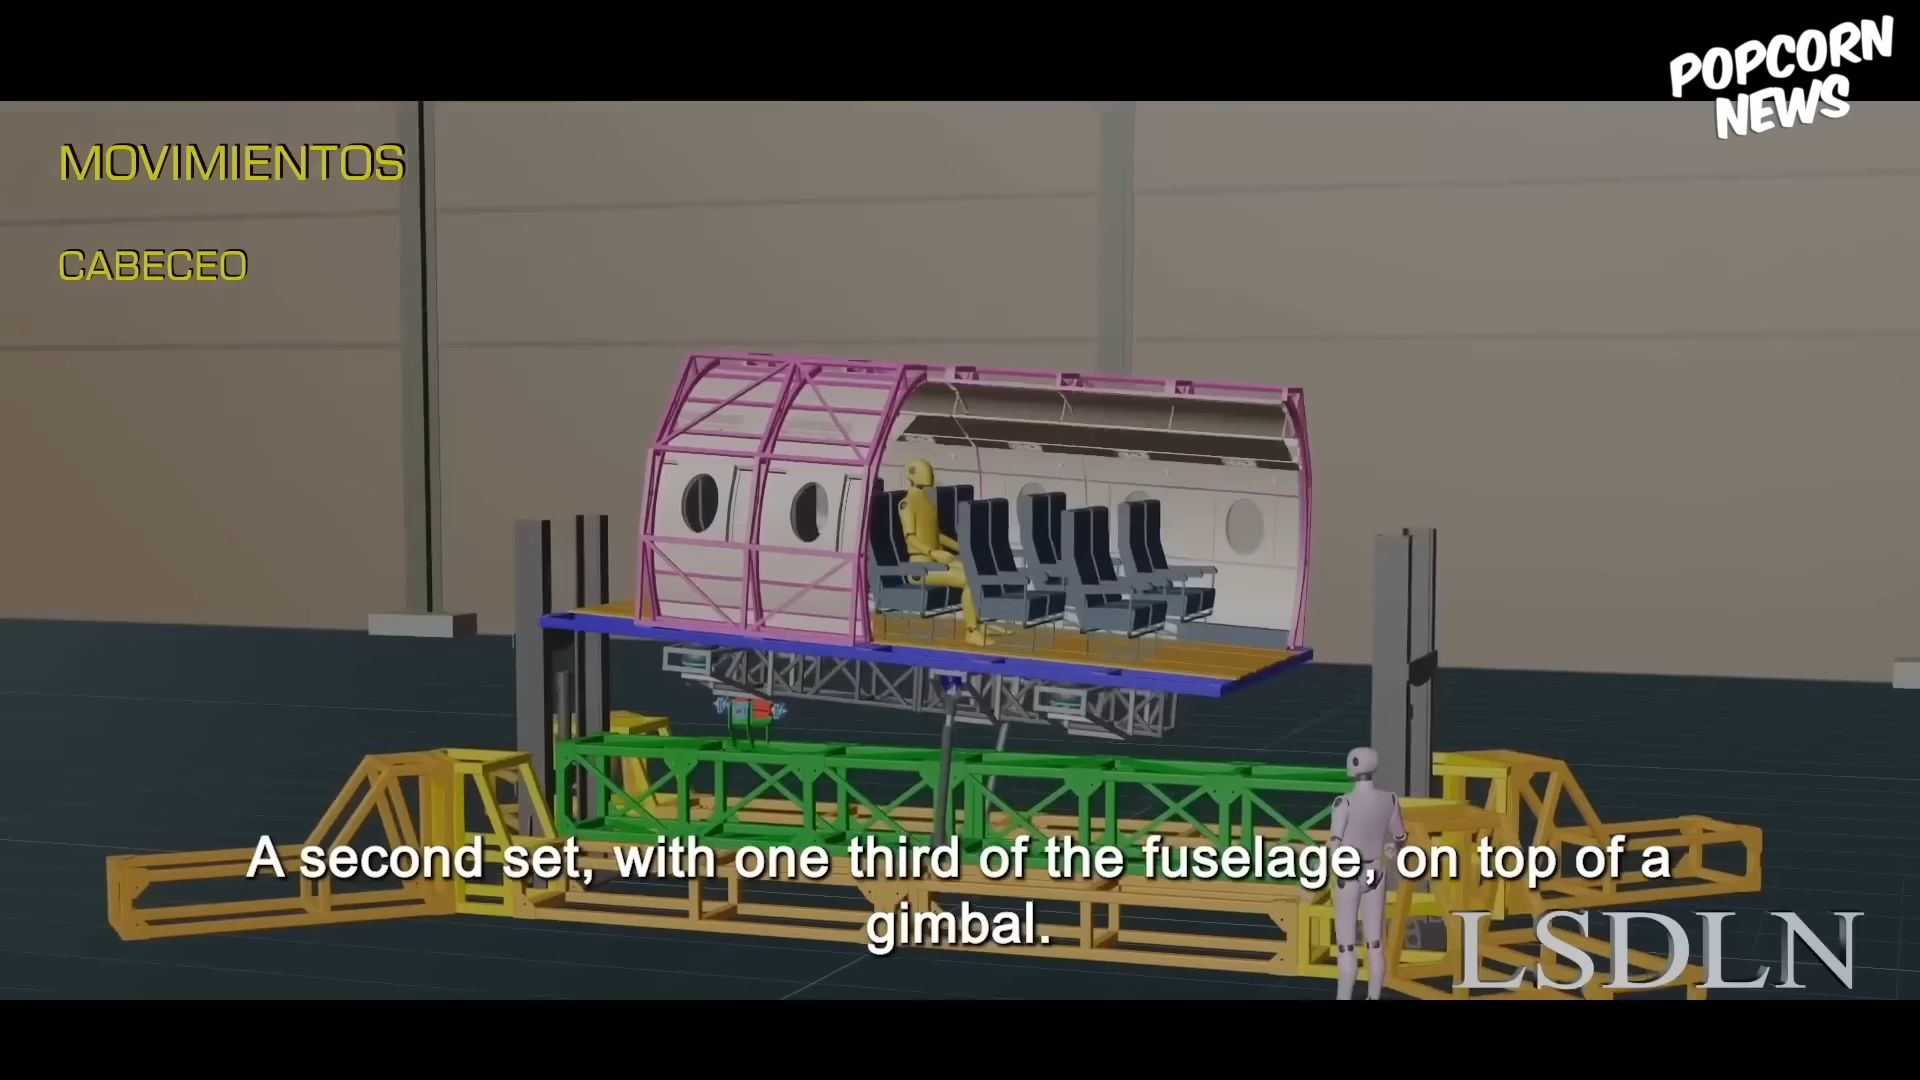 POPCORN
NEWS
MOVIMIENTOS
CABECEO
A second set, with one third of the fuselage, on top of a
gimbal.
LSDLN